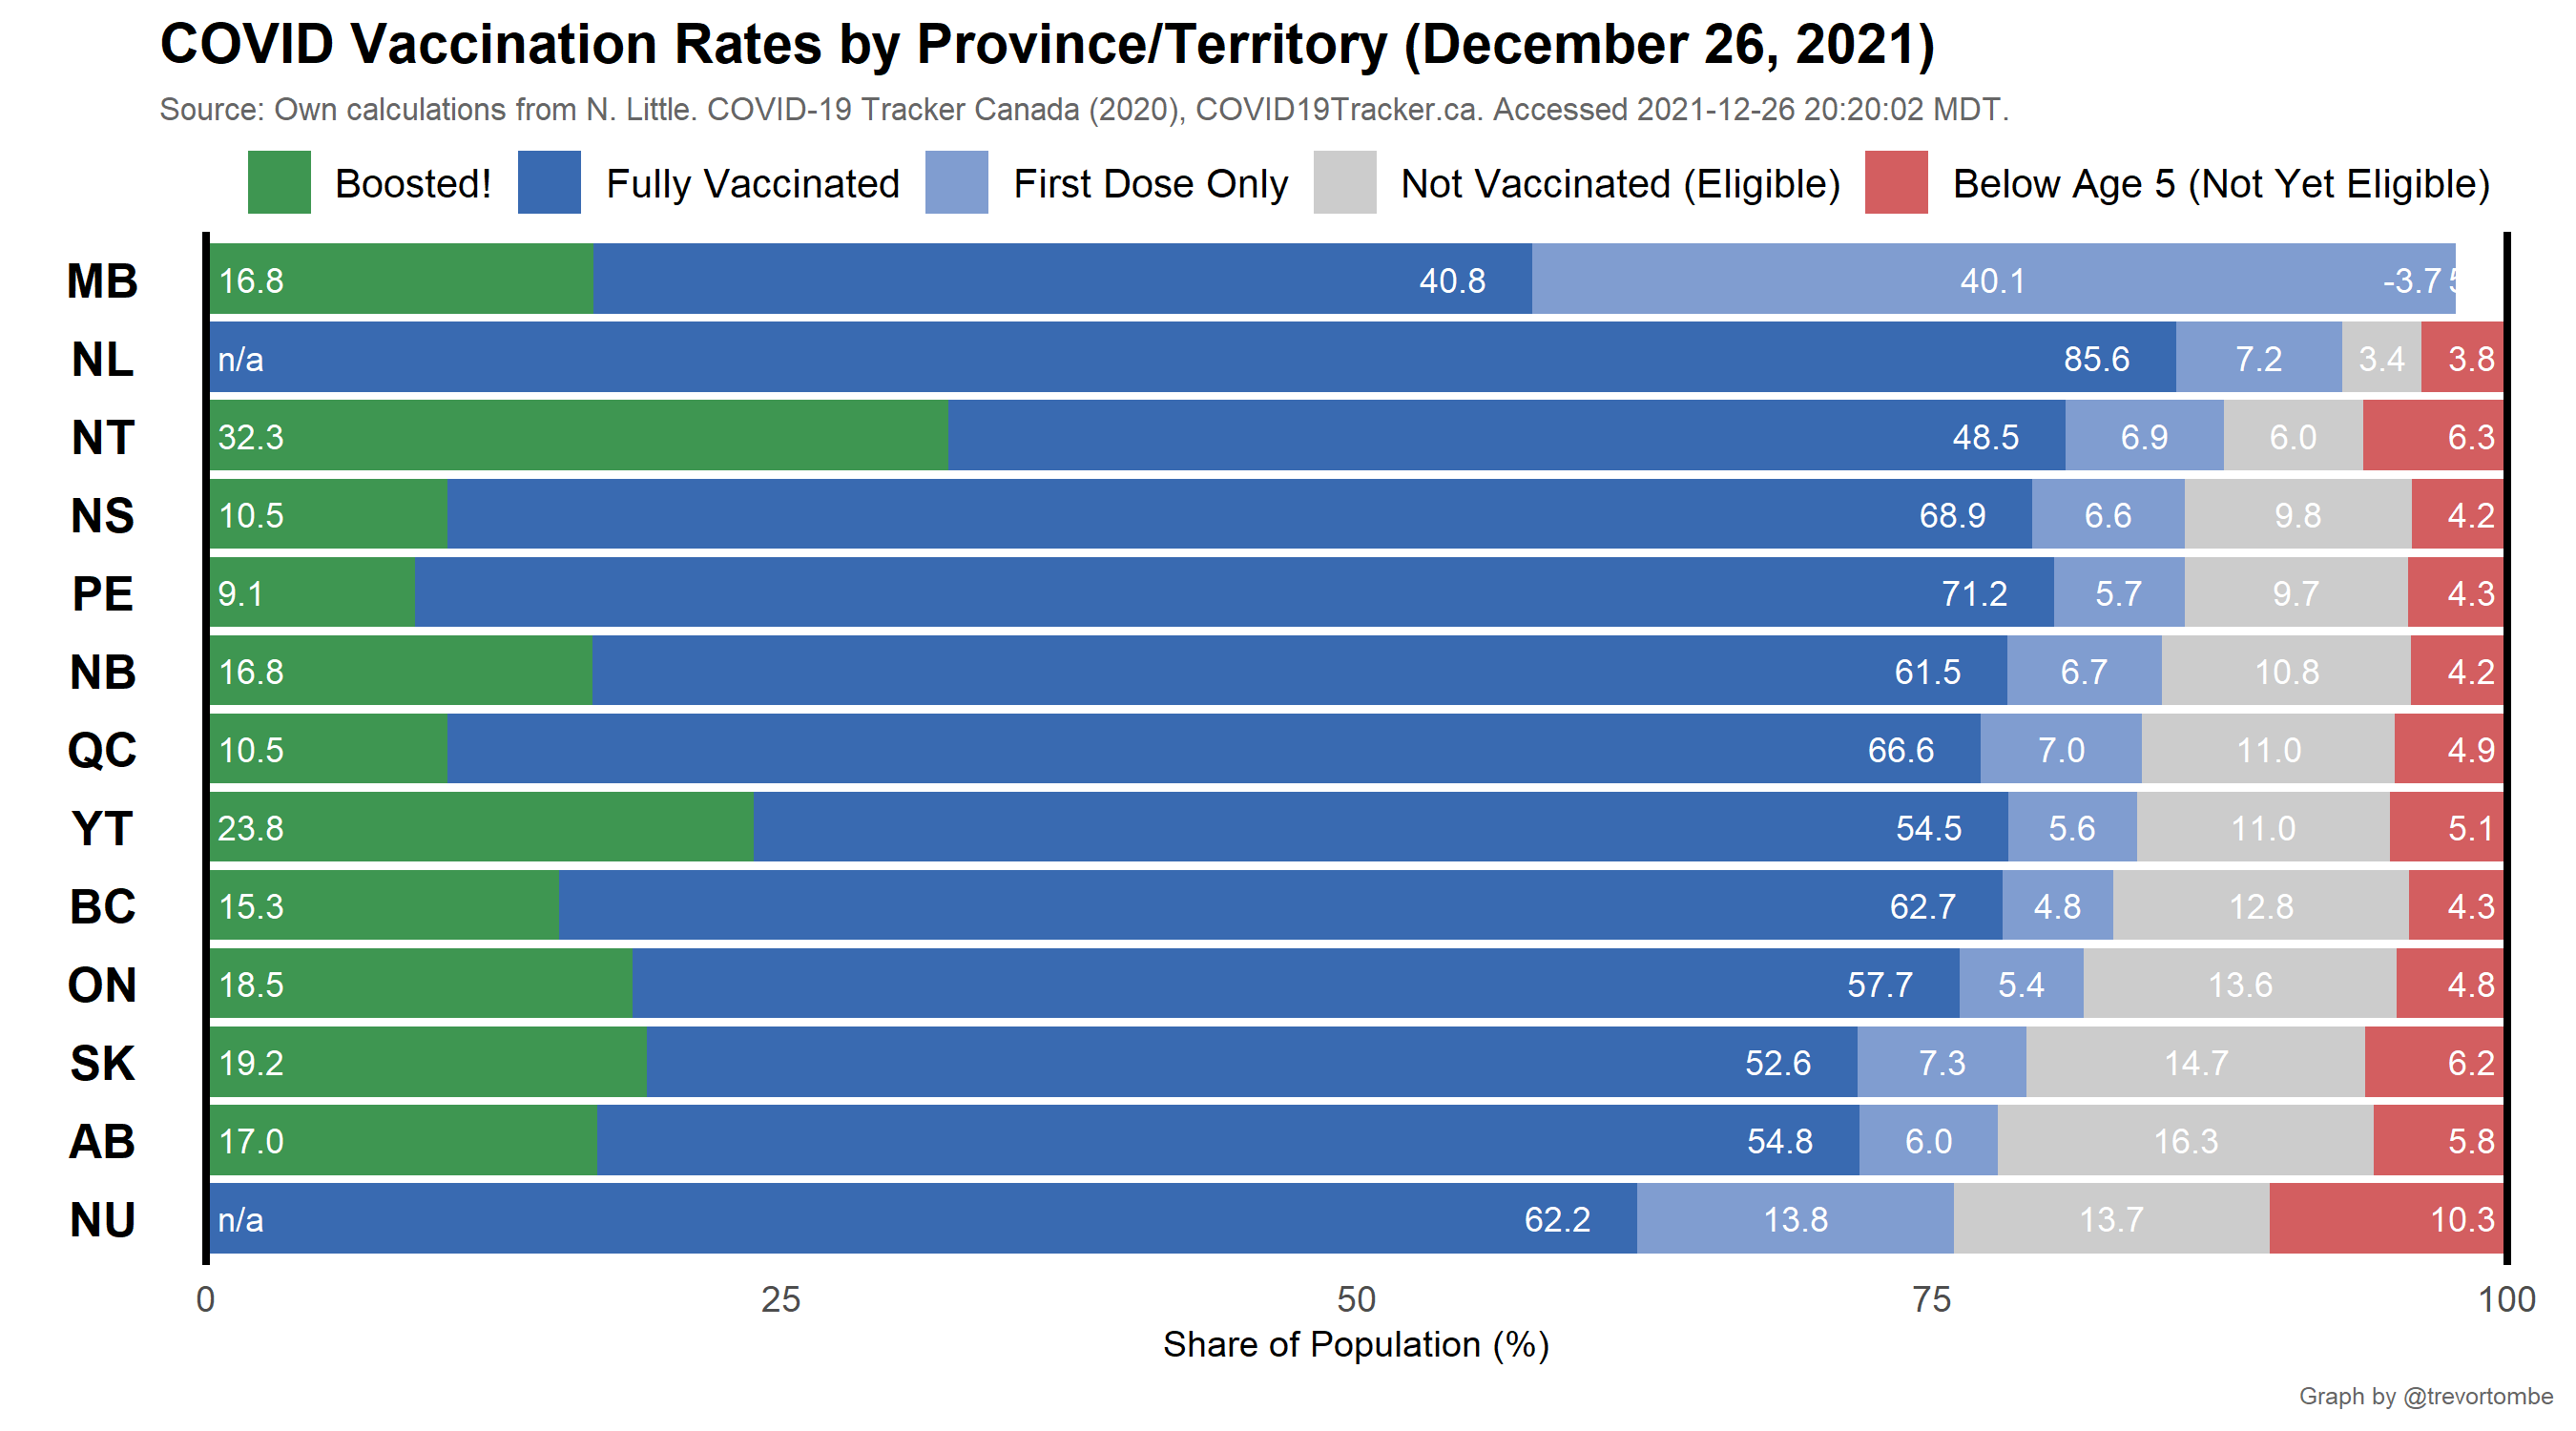 COVID Vaccination Rates by Province/Territory (December 26, 2021)
Source: Own calculations from N. Little. COVID-19 Tracker Canada (2020), COVID19Tracker.ca. Accessed 2021-12-26 20:20:02 MDT.
Boosted! Fully Vaccinated First Dose Only Not Vaccinated (Eligible) Below Age 5 (Not Yet Eligible)
MB 16.8 40.8 40.1 -3.7
NL n/a 85.6 7.2 3.4 3.8
NT 32.3 48.5 6.9 6.0 6.3
NS 10.5 68.9 6.6 9.8 4.2
PE 9.1 71.2 5.7 9.7 4.3
NB 16.8 61.5 6.7 10.8 4.2
QC 10.5 66.6 7.0 11.0 4.9
YT 23.8 54.5 5.6 11.0 5.1
BC 15.3 62.7 4.8 12.8 4.3
ON 18.5 57.7 5.4 13.6 4.8
SK 19.2 52.6 7.3 14.7 6.2
AB 17.0 54.8 6.0 16.3 5.8
NU n/a 62.2 13.8 13.7 10.3
0 25 50 75 100
Share of Population (%)
Graph by @trevortombe